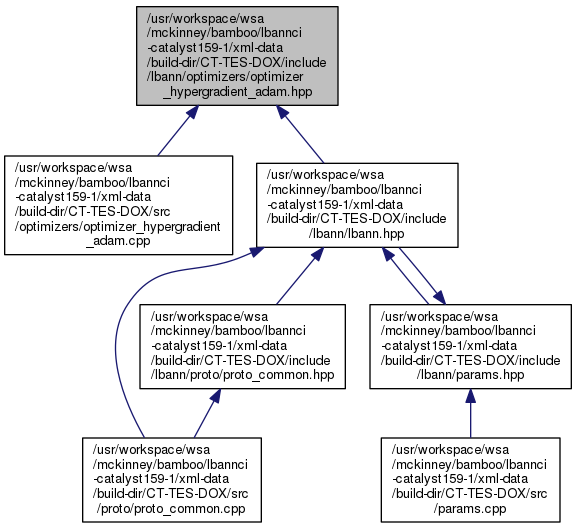 /usr/workspace/wsa
/mckinney/bamboo/lbannci
-catalyst159-1/xml-data
/build-dir/CT-TES-DOX/include
/lbann/optimizers/optimizer
_hypergradient_adam.hpp
/usr/workspace/wsa
/mckinney/bamboo/lbannci
-catalyst159-1/xml-data
/build-dir/CT-TES-DOX/src
/optimizers/optimizer_hypergradient
_adam.cpp
/usr/workspace/wsa
/mckinney/bamboo/lbannci
-catalyst159-1/xml-data
/build-dir/CT-TES-DOX/include
/lbann/lbann.hpp
/usr/workspace/wsa
/mckinney/bamboo/lbannci
-catalyst159-1/xml-data
/build-dir/CT-TES-DOX/include
/lbann/proto/proto_common.hpp
/usr/workspace/wsa
/mckinney/bamboo/lbannci
-catalyst159-1/xml-data
/build-dir/CT-TES-DOX/include
/lbann/params.hpp
/usr/workspace/wsa
/mckinney/bamboo/lbannci
-catalyst159-1/xml-data
/build-dir/CT-TES-DOX/src
/proto/proto_common.cpp
/usr/workspace/wsa
/mckinney/bamboo/lbannci
-catalyst159-1/xml-data
/build-dir/CT-TES-DOX/src
/params.cpp